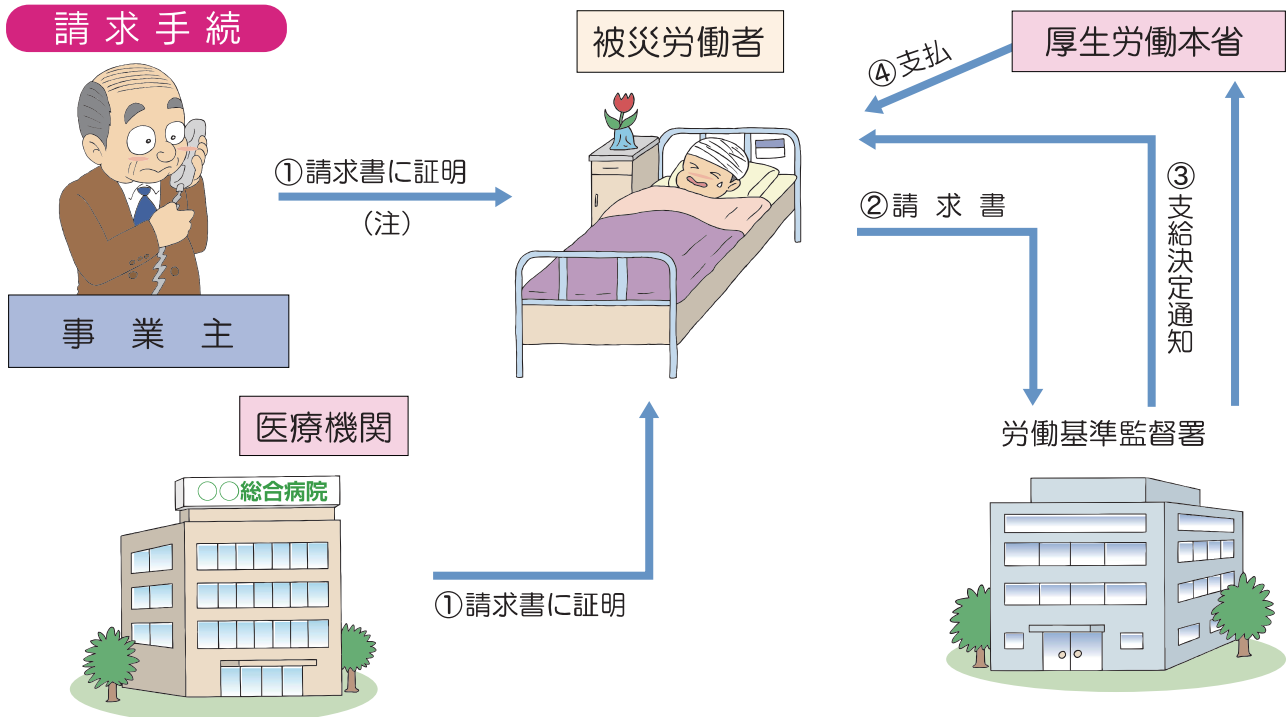 請求手続
被災労働者
厚生労働本省
④支払
①請求書に証明
（注）
②請求書
③支給決定通知
事業主
医療機関
○○総合病院
①請求書に証明
労働基準監督署